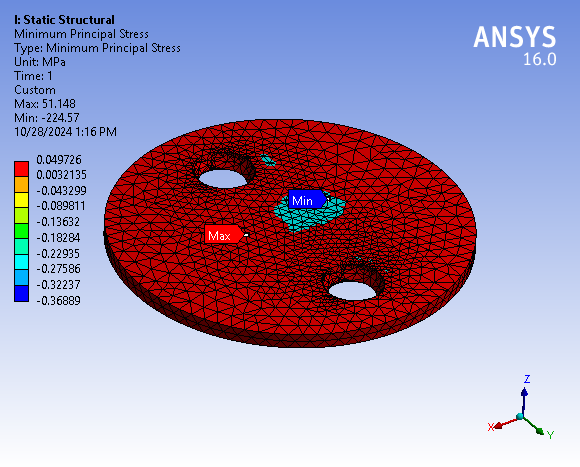 I: Static Structural
Minimum Principal Stress
Type: Minimum Principal Stress
Unit: MPa
Time: 1
Custom
Max: 51.148
Min: -224.57
10/28/2024 1:16 PM
ANSYS
16.0
0.049726
0.0032135
-0.043299
-0.089811
-0.13632
-0.18284
-0.22935
-0.27586
-0.32237
-0.36889
Min
Max
Z
X
Y